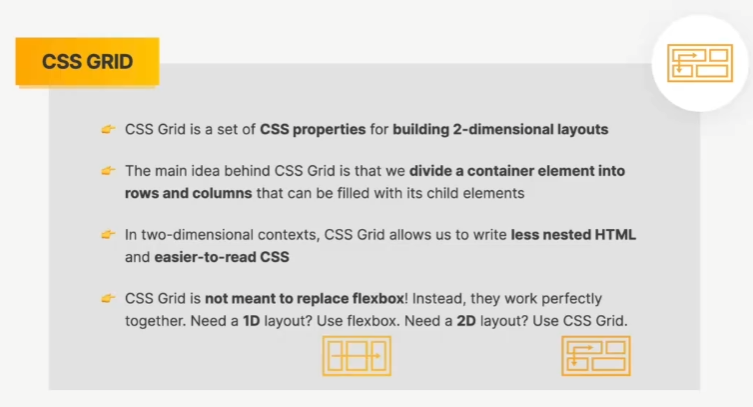 CSS GRID
👉 CSS Grid is a set of CSS properties for building 2-dimensional layouts
👉 The main idea behind CSS Grid is that we divide a container element into
rows and columns that can be filled with its child elements
👉 In two-dimensional contexts, CSS Grid allows us to write less nested HTML
and easier-to-read CSS
👉 CSS Grid is not meant to replace flexbox! Instead, they work perfectly
together. Need a 1D layout? Use flexbox. Need a 2D layout? Use CSS Grid.